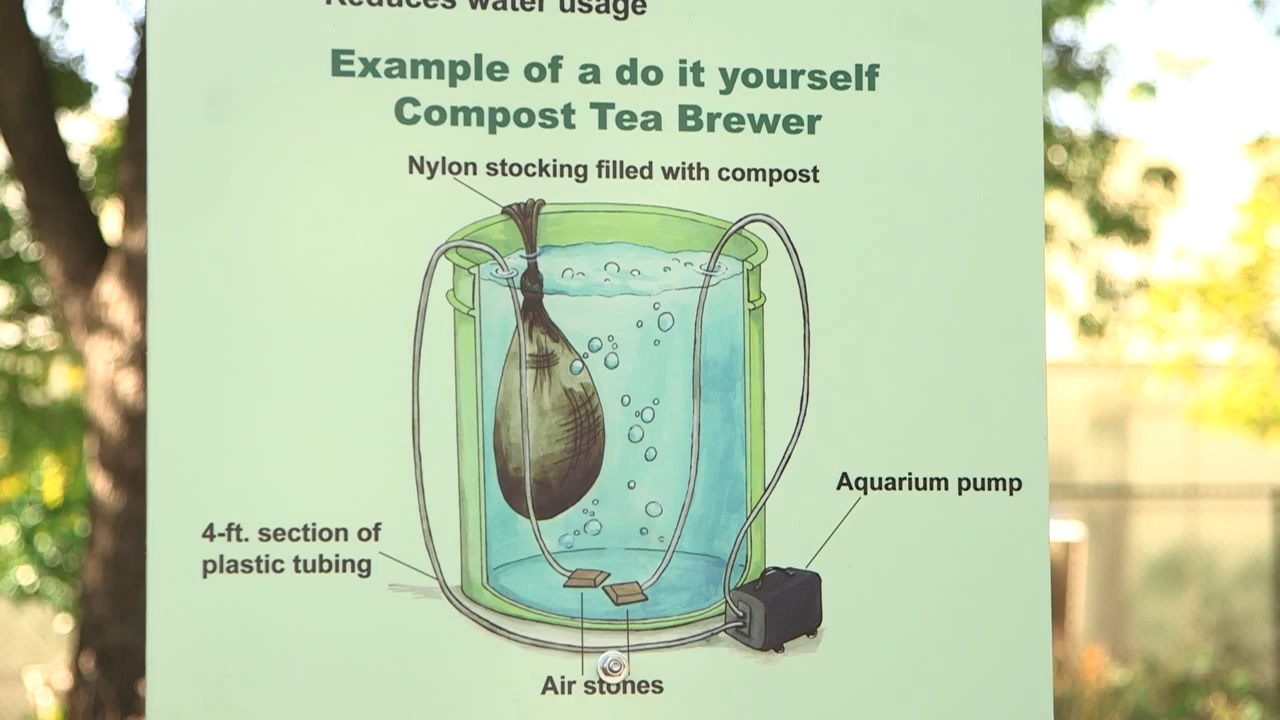 Reduces water usage
Example of a do it yourself
Compost Tea Brewer
Nylon stocking filled with compost
Aquarium pump
4-ft. section of
plastic tubing
Air stones